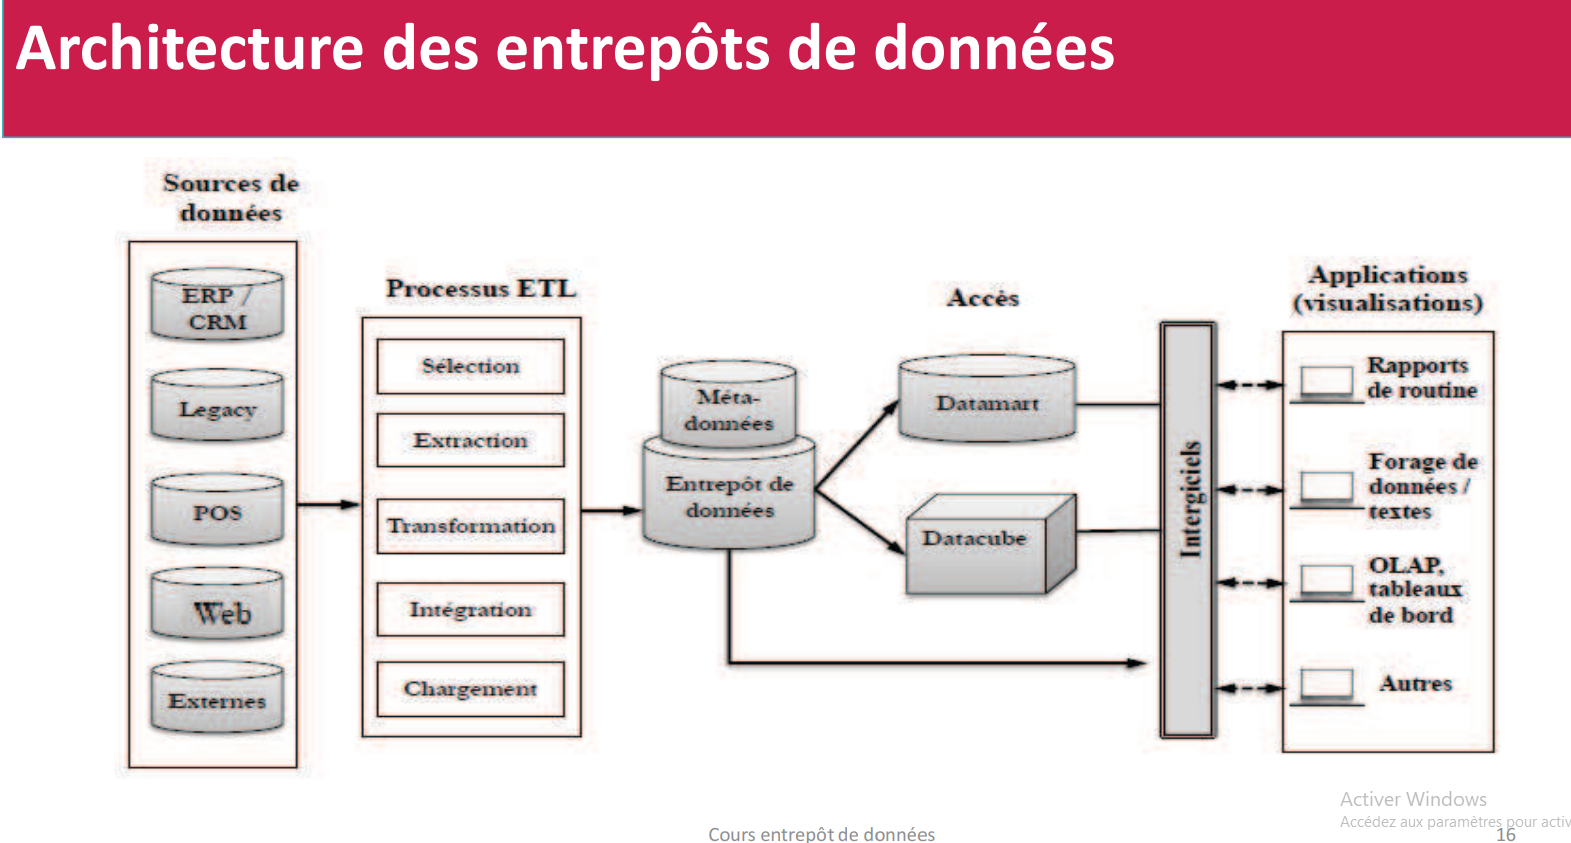 Architecture des entrepôts de données
Sources de
données
ERP /
CRM
Legacy
POS
Web
Externes
Processus ETL
Sélection
Extraction
Transformation
Intégration
Chargement
Méta-
données
Entrepôt de
données
Accès
Datamart
Datacube
Intergiciels
Applications
(visualisations)
Rapports
de routine
Forage de
données /
textes
OLAP,
tableaux
de bord
Autres
Activer Windows
Accédez aux paramètres pour activ
Cours entrepôt de données
16